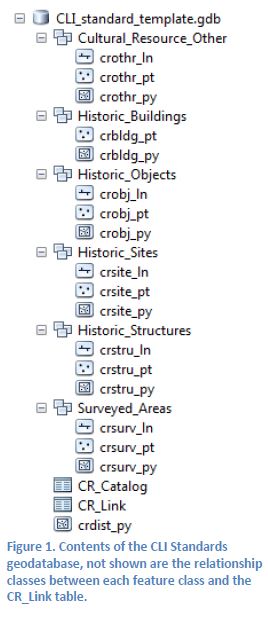 CLI_standard_template.gdb
Cultural_Resource_Other
crothr_ln
crothr_pt
crothr_py
Historic_Buildings
crbldg_pt
crbldg_py
Historic_Objects
crobj_ln
crobj_pt
crobj_py
Historic_Sites
crsite_ln
crsite_pt
crsite_py
Historic_Structures
crstru_ln
crstru_pt
crstru_py
Surveyed_Areas
crsurv_ln
crsurv_pt
crsurv_py
CR_Catalog
CR_Link
crdist_py
Figure 1. Contents of the CLI Standards
geodatabase, not shown are the relationship
classes between each feature class and the
CR_Link table.